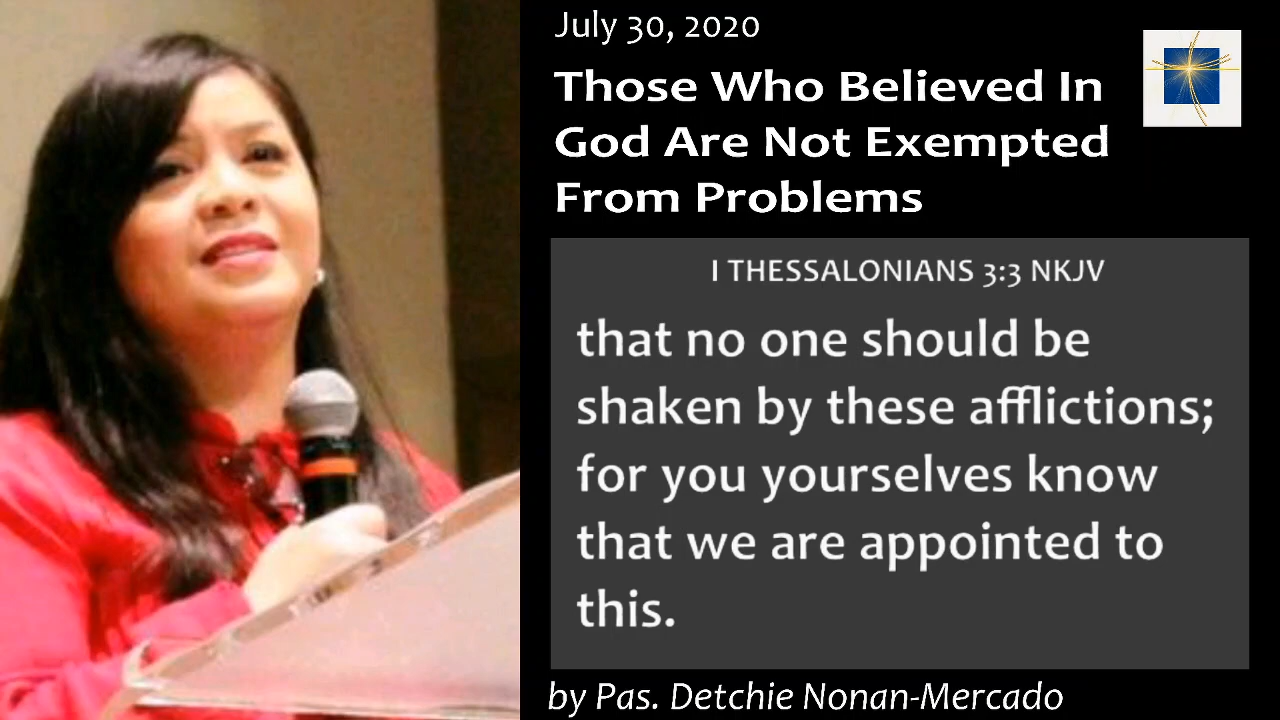 July 30, 2020
Those Who Believed In
God Are Not Exempted
From Problems
I THESSALONIANS 3:3 NKJV
that no one should be
shaken by these afflictions;
for you yourselves know
that we are appointed to
this.
by Pas. Detchie Nonan-Mercado